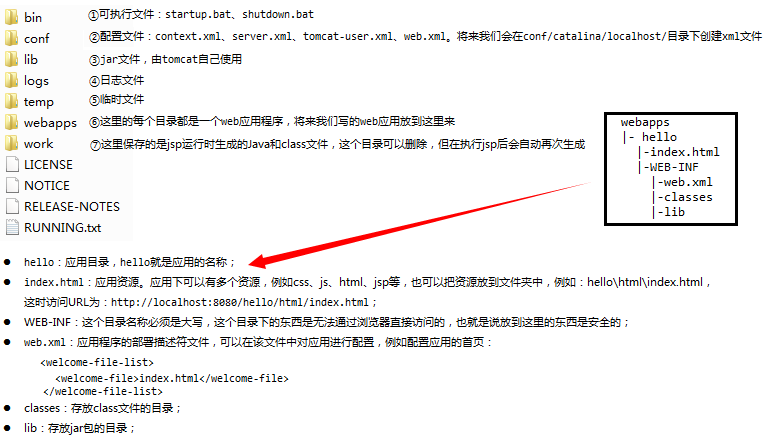 bin ①可执行文件：startup.bat、shutdown.bat
conf ②配置文件：context.xml、server.xml、tomcat-user.xml、web.xml。将来我们会在conf/catalina/localhost/目录下创建xml文件
lib ③jar文件，由tomcat自己使用
logs ④日志文件
temp ⑤临时文件
webapps ⑥这里的每个目录都是一个web应用程序，将来我们写的web应用放到这里来
work ⑦这里保存的是jsp运行时生成的Java和class文件，这个目录可以删除，但在执行jsp后会自动再次生成
LICENSE
NOTICE
RELEASE-NOTES
RUNNING.txt
webapps
|- hello
|-index.html
|-WEB-INF
|-web.xml
|-classes
|-lib
● hello：应用目录，hello就是应用的名称；
● index.html：应用资源。应用下可以有多个资源，例如css、js、html、jsp等，也可以把资源放到文件夹中，例如：hello\html\index.html，
这时访问URL为：http://localhost:8080/hello/html/index.html；
● WEB-INF：这个目录名称必须是大写，这个目录下的东西是无法通过浏览器直接访问的，也就是说放到这里的东西是安全的；
● web.xml：应用程序的部署描述符文件，可以在该文件中对应用进行配置，例如配置应用的首页：
<welcome-file-list>
<welcome-file>index.html</welcome-file>
</welcome-file-list>
● classes：存放class文件的目录；
● lib：存放jar包的目录；